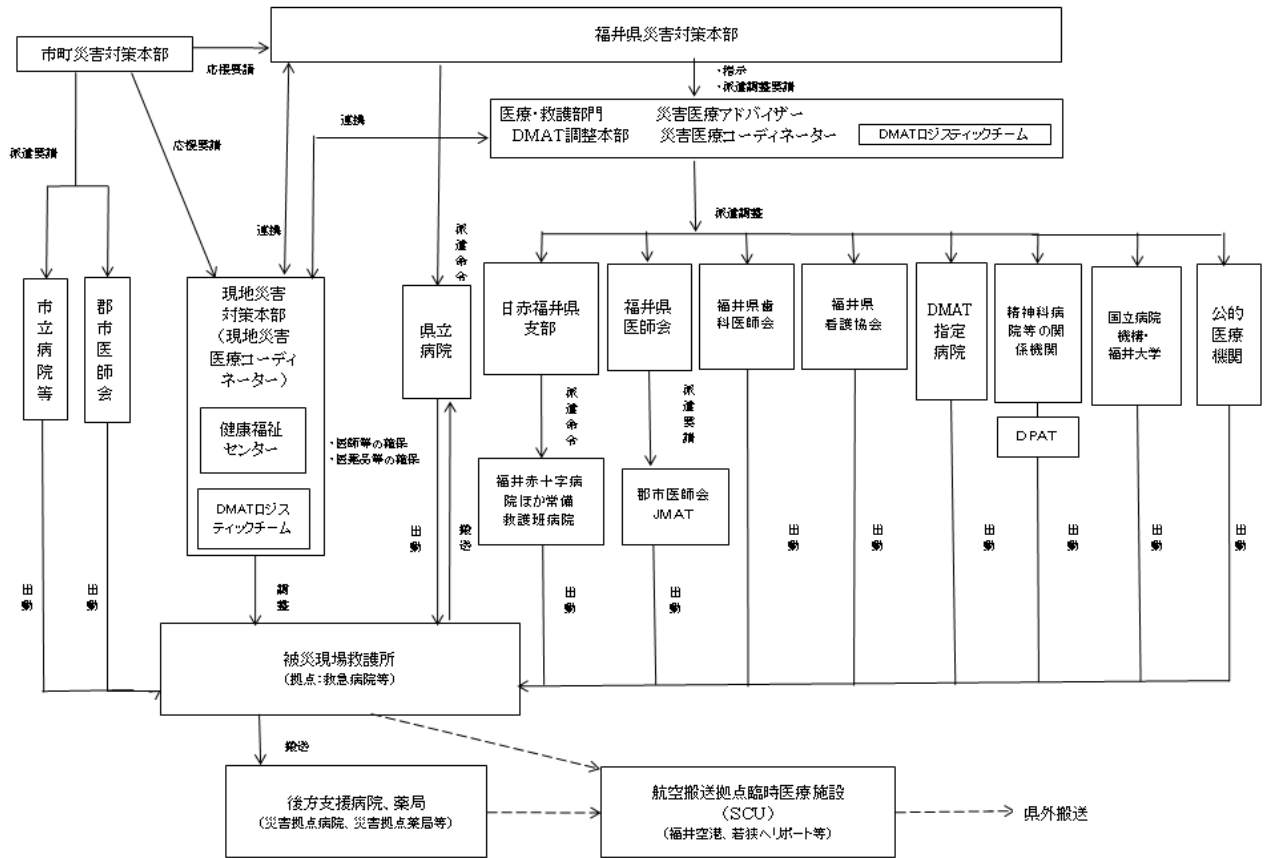 福井県災害対策本部
市町災害対策本部
応援要請
・指示
・派遣調整要請
医療・救護部門 災害医療アドバイザー
DMAT調整本部 災害医療コーディネーター DMATロジスティックチーム
連携
応援要請
派遣要請
派遣調整
連携
派遣命令
市立病院等
郡市医師会
現地災害
対策本部
(現地災害
医療コーディ
ネーター)
健康福祉
センター
DMATロジス
ティックチーム
・医師等の確保
・医薬品等の確保
県立
病院
日赤福井県
支部
福井県
医師会
福井県歯
科医師会
福井県
看護協会
DMAT
指定
病院
精神科病
院等の関
係機関
国立病院
機構・
福井大学
公的
医療
機関
派遣命令
派遣要請
DPAT
福井赤十字病
院ほか常備
救護班病院
郡市医師会
JMAT
出動
出動
調整
出動
搬送
出動
出動
出動
出動
出動
出動
出動
出動
被災現場救護所
(拠点:救急病院等)
搬送
後方支援病院、薬局
(災害拠点病院、災害拠点薬局等)
航空搬送拠点臨時医療施設
(SCU)
(福井空港、若狭ヘリポート等)
県外搬送